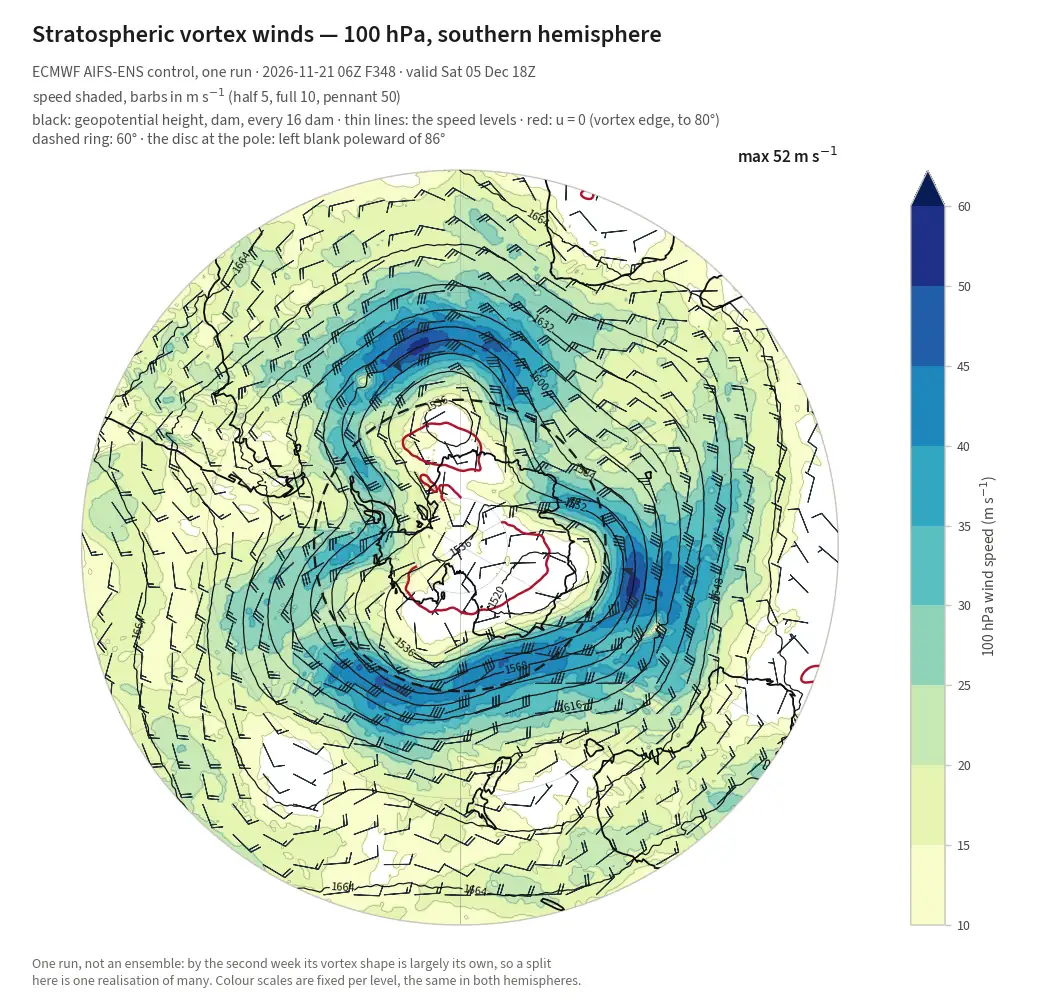 Stratospheric vortex winds — 100 hPa, southern hemisphere
ECMWF AIFS-ENS control, one run · 2026-11-21 06Z F348 · valid Sat 05 Dec 18Z
speed shaded, barbs in m s⁻¹ (half 5, full 10, pennant 50)
black: geopotential height, dam, every 16 dam · thin lines: the speed levels · red: u = 0 (vortex edge, to 80°)
dashed ring: 60° · the disc at the pole: left blank poleward of 86°
max 52 m s⁻¹
1664
1664
1632
1600
1536
1584
1552
1536
1520
1648
1664
1536
1568
1616
1664
1664
60
50
45
40
35
30
25
20
15
10
100 hPa wind speed (m s⁻¹)
One run, not an ensemble: by the second week its vortex shape is largely its own, so a split
here is one realisation of many. Colour scales are fixed per level, the same in both hemispheres.